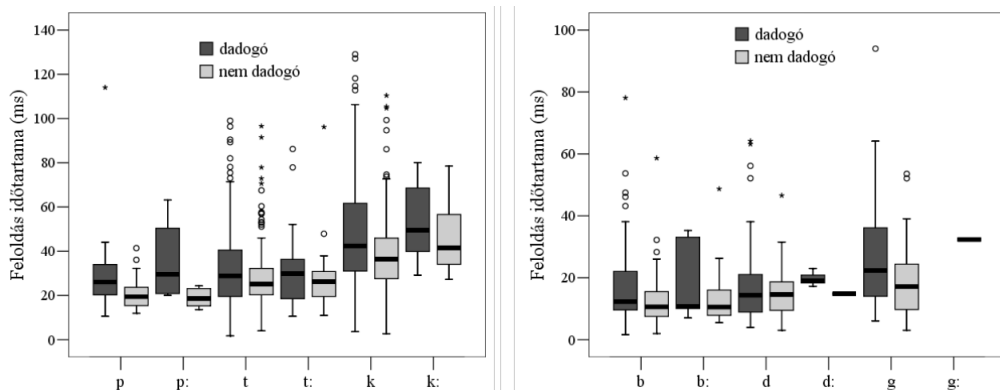 Feloldás időtartama (ms)
140
120
100
80
60
40
20
0
dadogó
nem dadogó
p p: t t: k k:
Feloldás időtartama (ms)
100
80
60
40
20
0
dadogó
nem dadogó
b b: d d: g g: